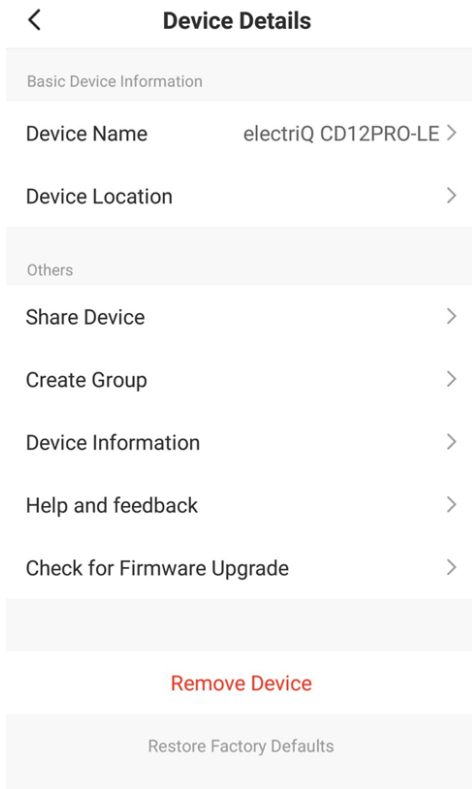 Device Details
Basic Device Information
Device Name electriQ CD12PRO-LE
Device Location
Others
Share Device
Create Group
Device Information
Help and feedback
Check for Firmware Upgrade
Remove Device
Restore Factory Defaults